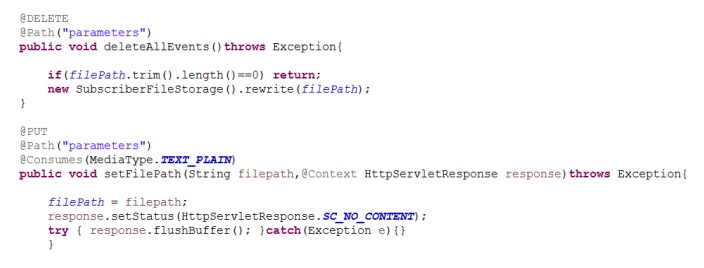 @DELETE
@Path("parameters")
public void deleteAllEvents()throws Exception{
if(filePath.trim().length()==0) return;
new SubscriberFileStorage().rewrite(filePath);
}
@PUT
@Path("parameters")
@Consumes(MediaType.TEXT_PLAIN)
public void setFilePath(String filepath,@Context HttpServletResponse response)throws Exception{
filePath = filepath;
response.setStatus(HttpServletResponse.SC_NO_CONTENT);
try { response.flushBuffer(); }catch(Exception e){}
}